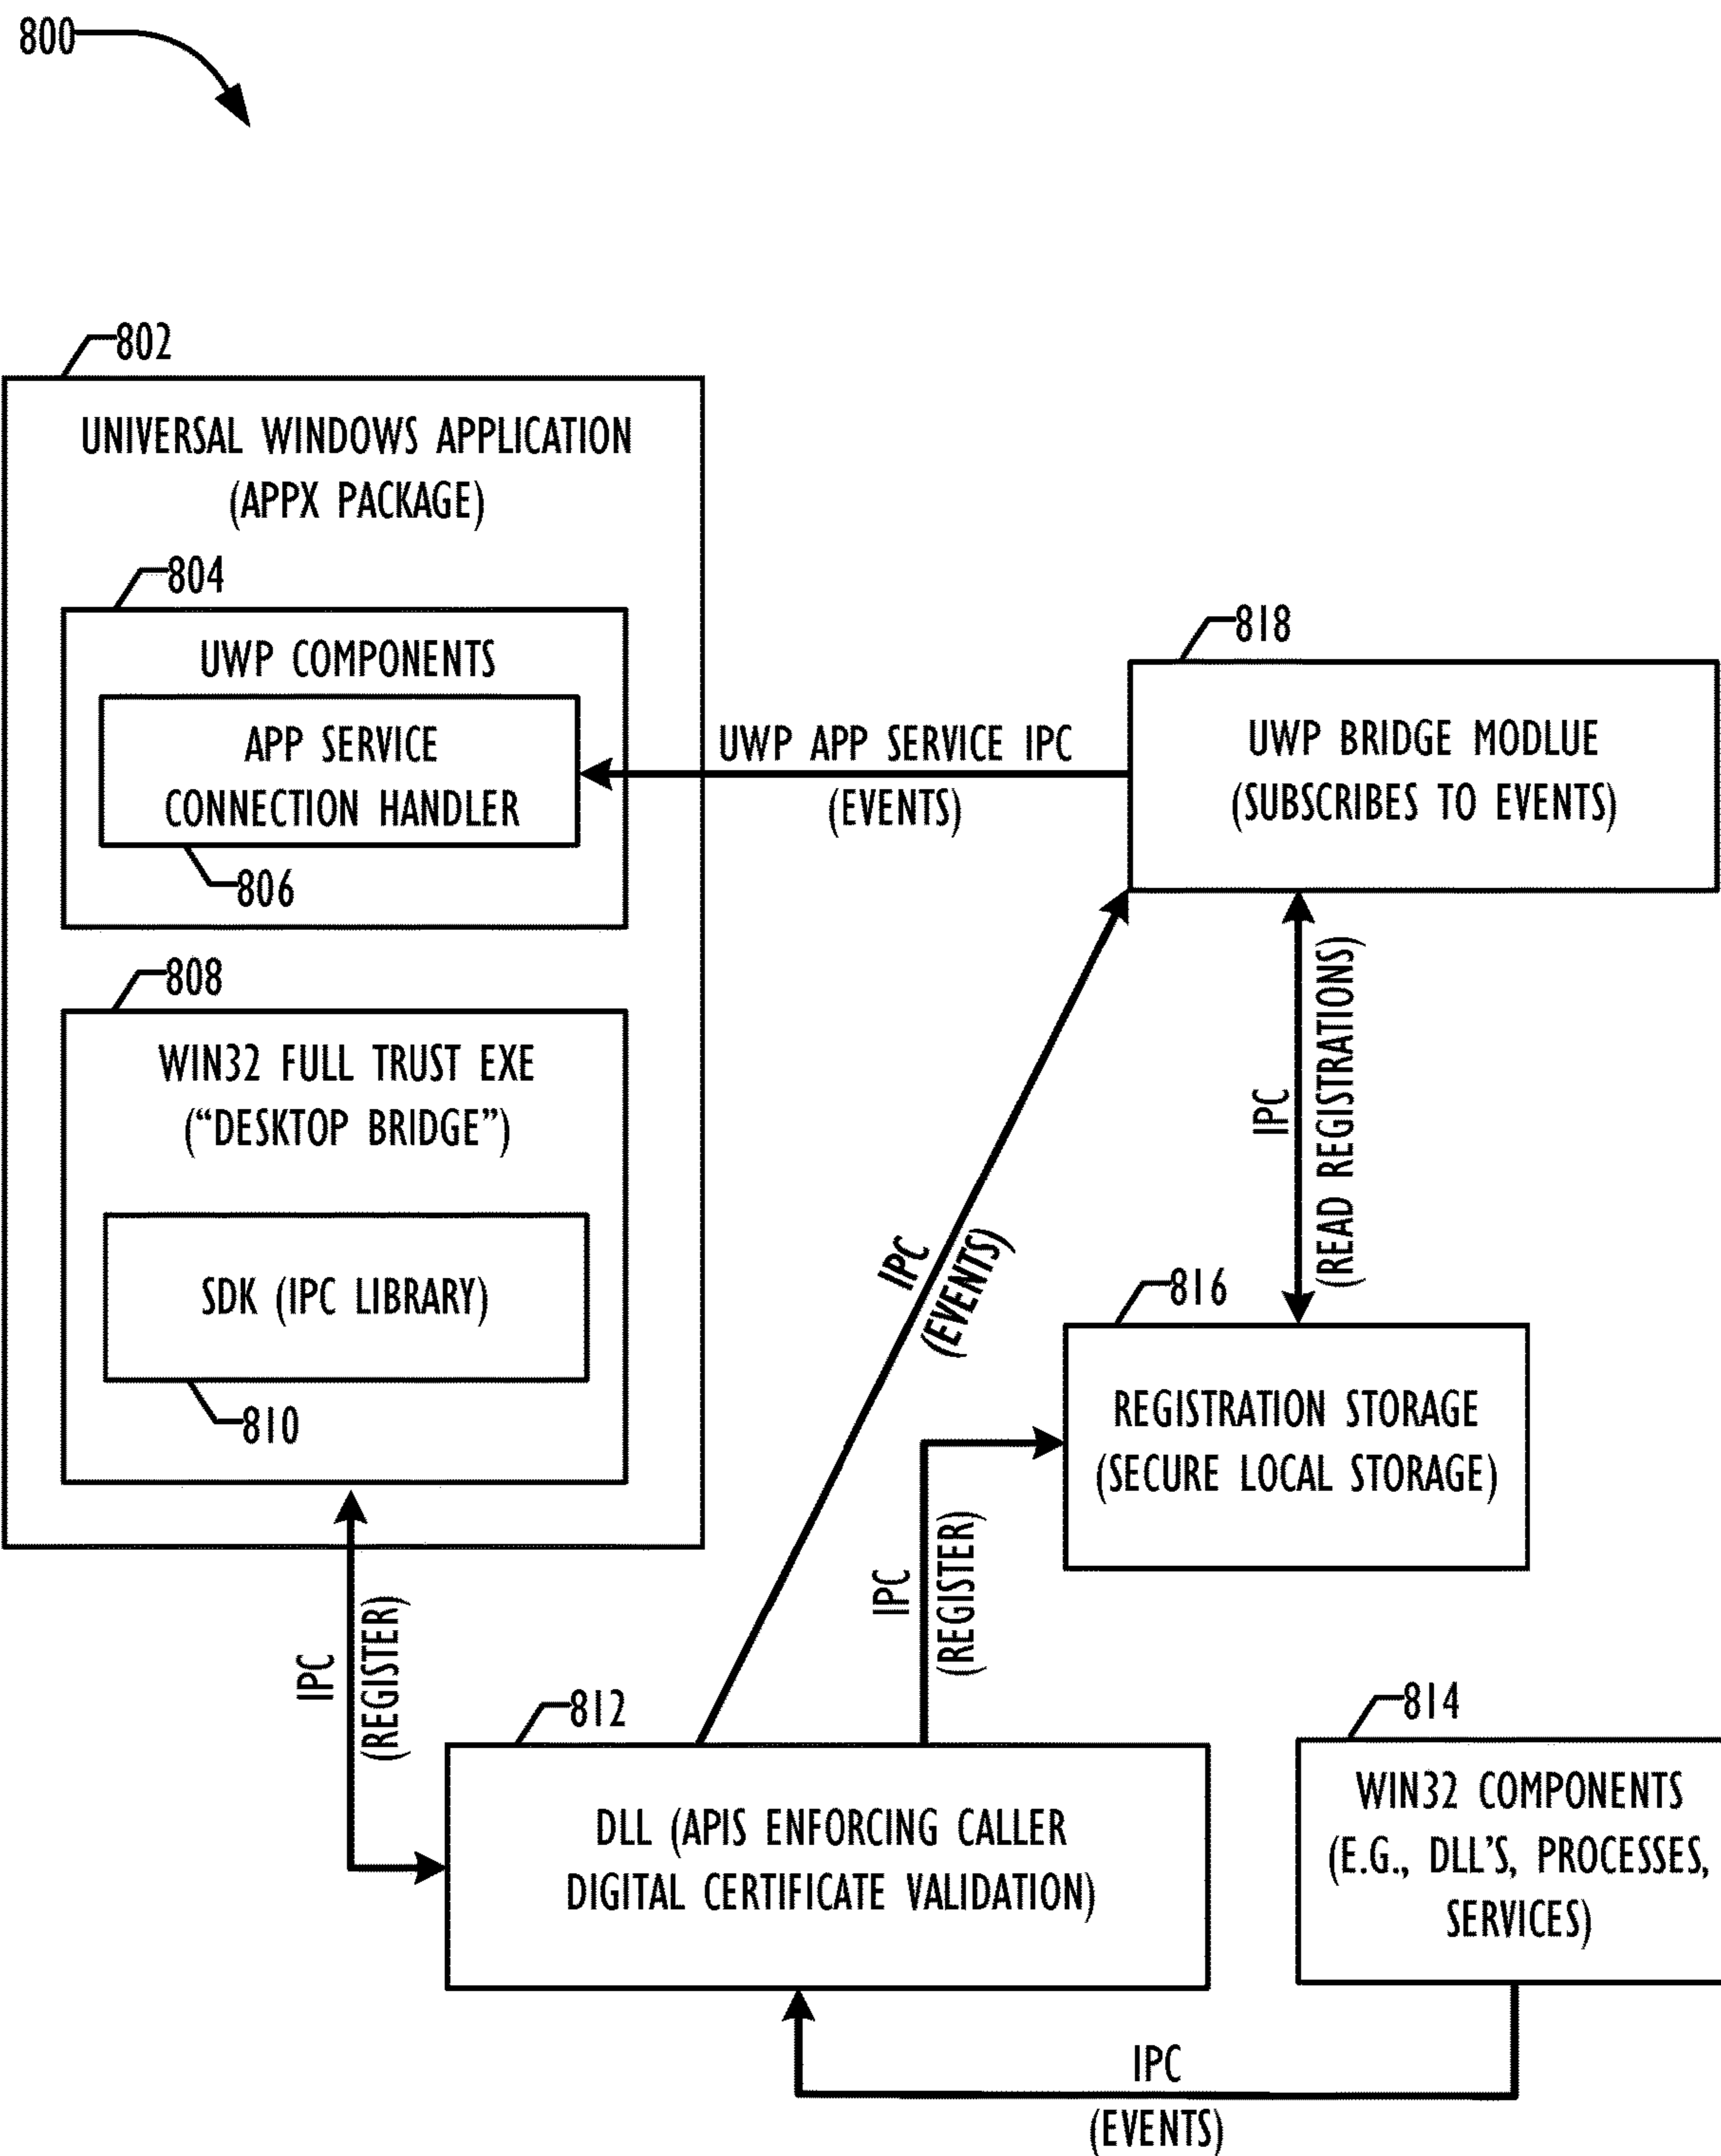 800
802
UNIVERSAL WINDOWS APPLICATION
(APPX PACKAGE)
804
UWP COMPONENTS
APP SERVICE
CONNECTION HANDLER
806
808
WIN32 FULL TRUST EXE
(“DESKTOP BRIDGE”)
SDK (IPC LIBRARY)
810
UWP APP SERVICE IPC
(EVENTS)
818
UWP BRIDGE MODLUE
(SUBSCRIBES TO EVENTS)
IPC
(READ REGISTRATIONS)
IPC
(EVENTS)
816
REGISTRATION STORAGE
(SECURE LOCAL STORAGE)
IPC
(REGISTER)
IPC
(REGISTER)
812
DLL (APIS ENFORCING CALLER
DIGITAL CERTIFICATE VALIDATION)
814
WIN32 COMPONENTS
(E.G., DLL'S, PROCESSES,
SERVICES)
IPC
(EVENTS)